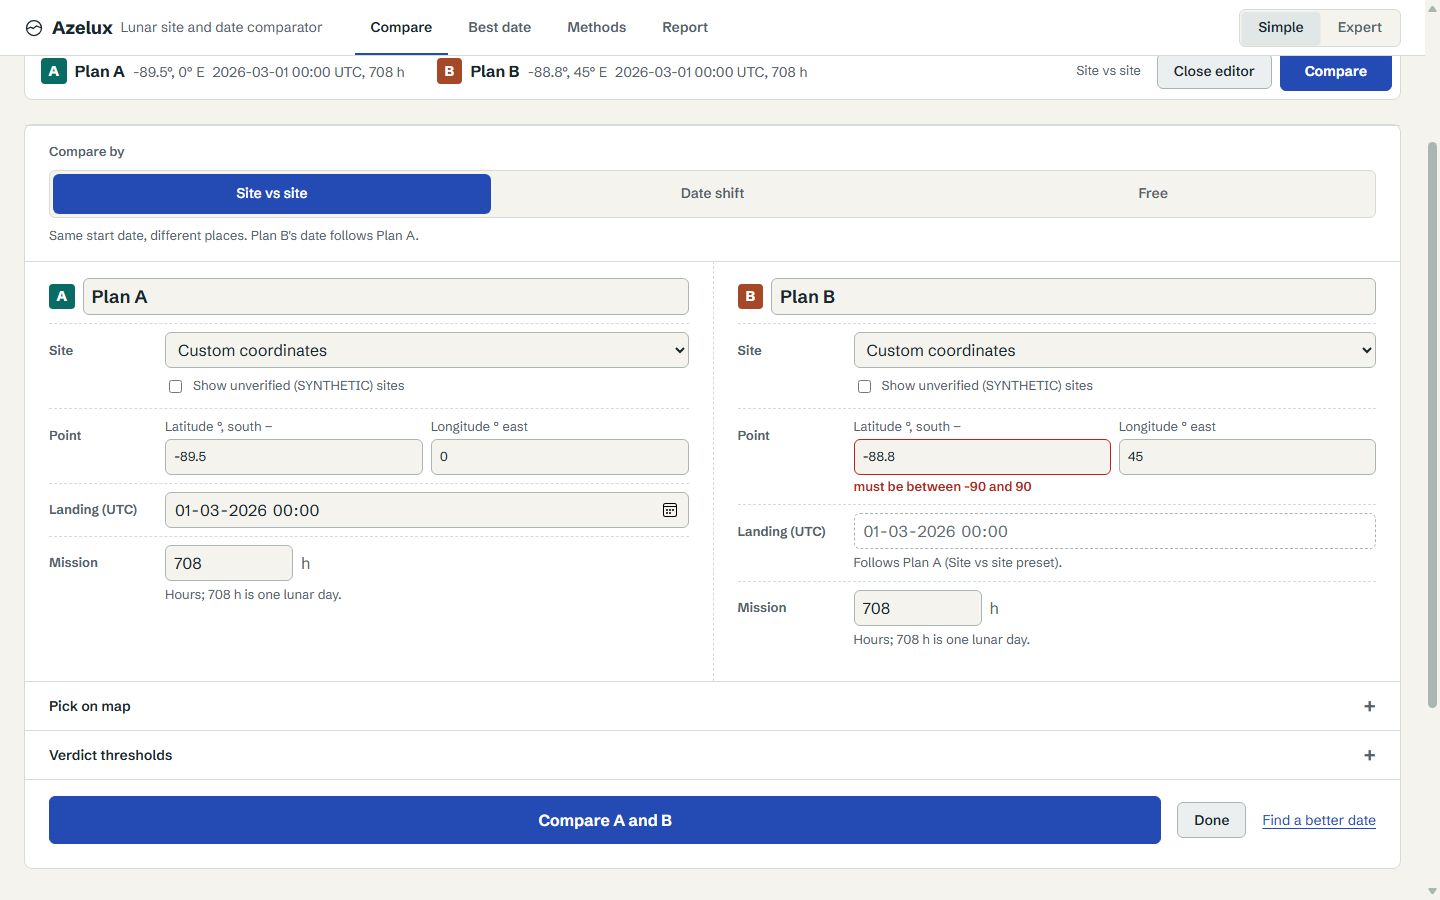 Azelux Lunar site and date comparator Compare Best date Methods Report Simple Expert
A Plan A -89.5°, 0° E 2026-03-01 00:00 UTC, 708 h B Plan B -88.8°, 45° E 2026-03-01 00:00 UTC, 708 h Site vs site Close editor Compare
Compare by
Site vs site Date shift Free
Same start date, different places. Plan B's date follows Plan A.
A Plan A
Site Custom coordinates
Show unverified (SYNTHETIC) sites
Point Latitude °, south − Longitude ° east
-89.5 0
Landing (UTC) 01-03-2026 00:00
Mission 708 h
Hours; 708 h is one lunar day.
B Plan B
Site Custom coordinates
Show unverified (SYNTHETIC) sites
Point Latitude °, south − Longitude ° east
-88.8 45
must be between -90 and 90
Landing (UTC) 01-03-2026 00:00
Follows Plan A (Site vs site preset).
Mission 708 h
Hours; 708 h is one lunar day.
Pick on map +
Verdict thresholds +
Compare A and B Done Find a better date